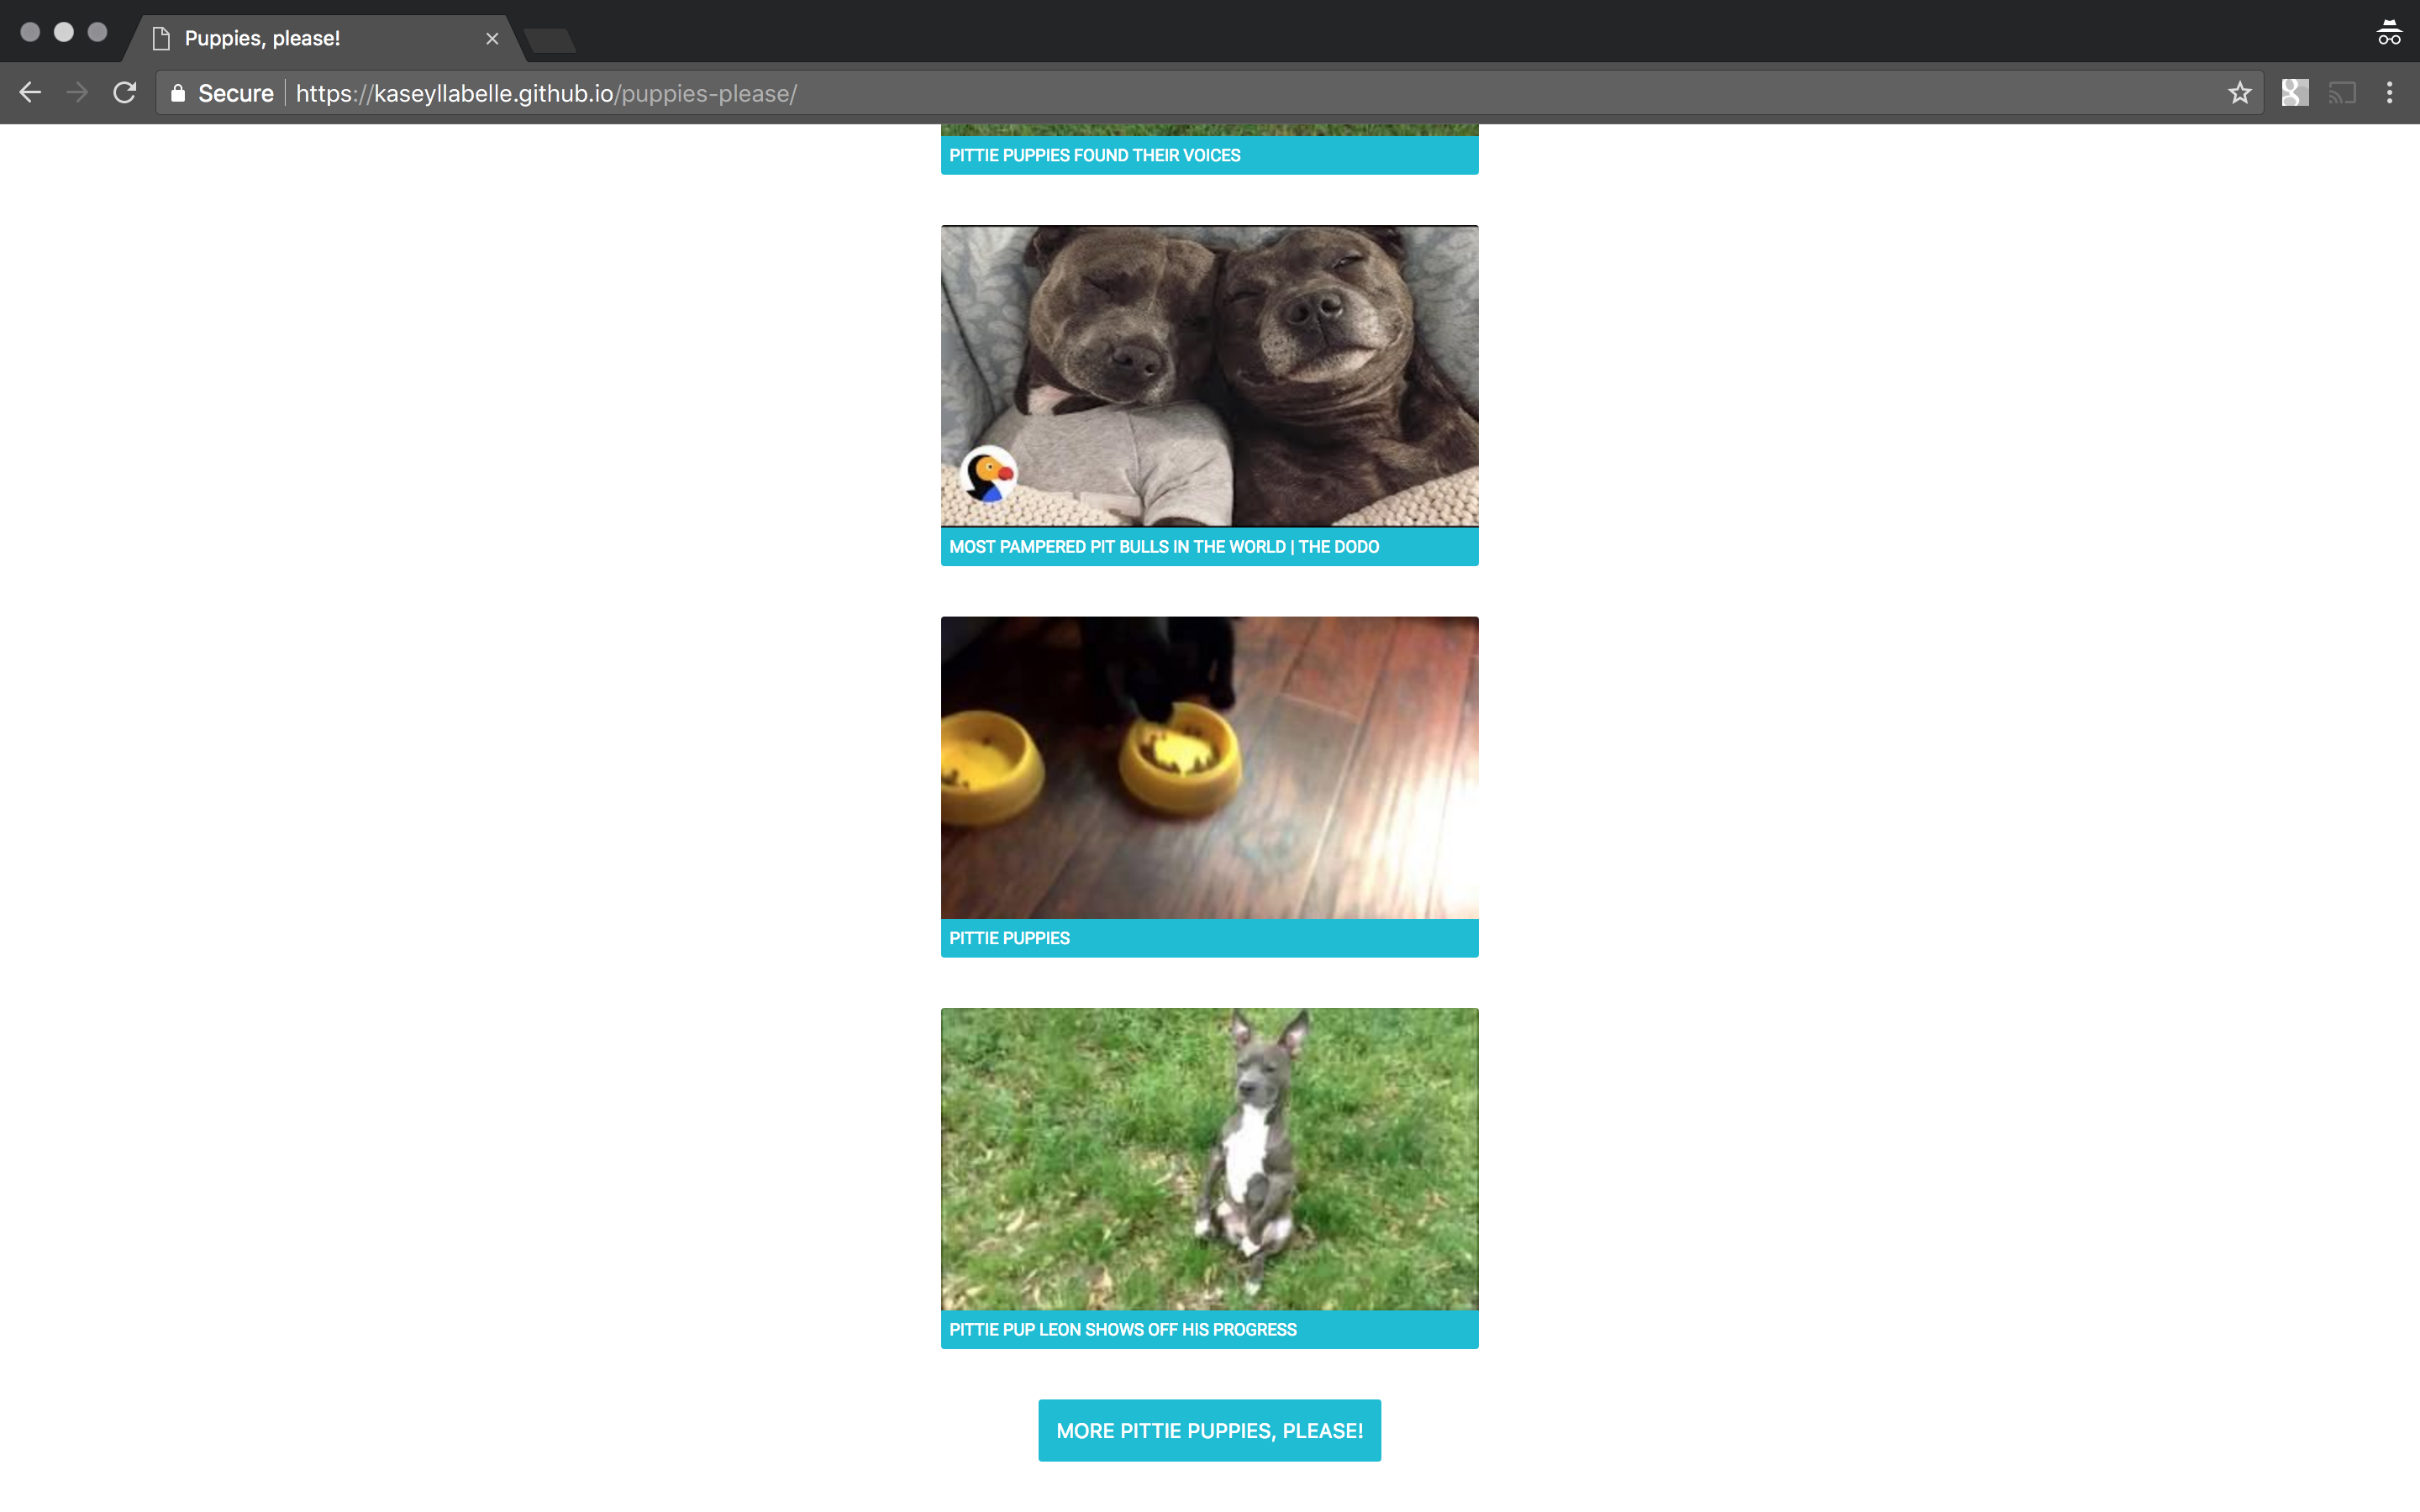 Puppies, please!
Secure https://kaseyllabelle.github.io/puppies-please/
PITTIE PUPPIES FOUND THEIR VOICES
MOST PAMPERED PIT BULLS IN THE WORLD | THE DODO
PITTIE PUPPIES
PITTIE PUP LEON SHOWS OFF HIS PROGRESS
MORE PITTIE PUPPIES, PLEASE!